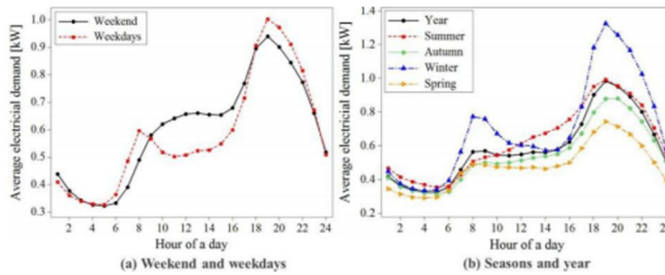 Average electricial demand [kW]
1.0
0.9
0.8
0.7
0.6
0.5
0.4
0.3
Weekend
Weekdays
2 4 6 8 10 12 14 16 18 20 22 24
Hour of a day
(a) Weekend and weekdays
Average electricial demand [kW]
1.4
1.2
1.0
0.8
0.6
0.4
0.2
Year
Summer
Autumn
Winter
Spring
2 4 6 8 10 12 14 16 18 20 22 24
Hour of a day
(b) Seasons and year